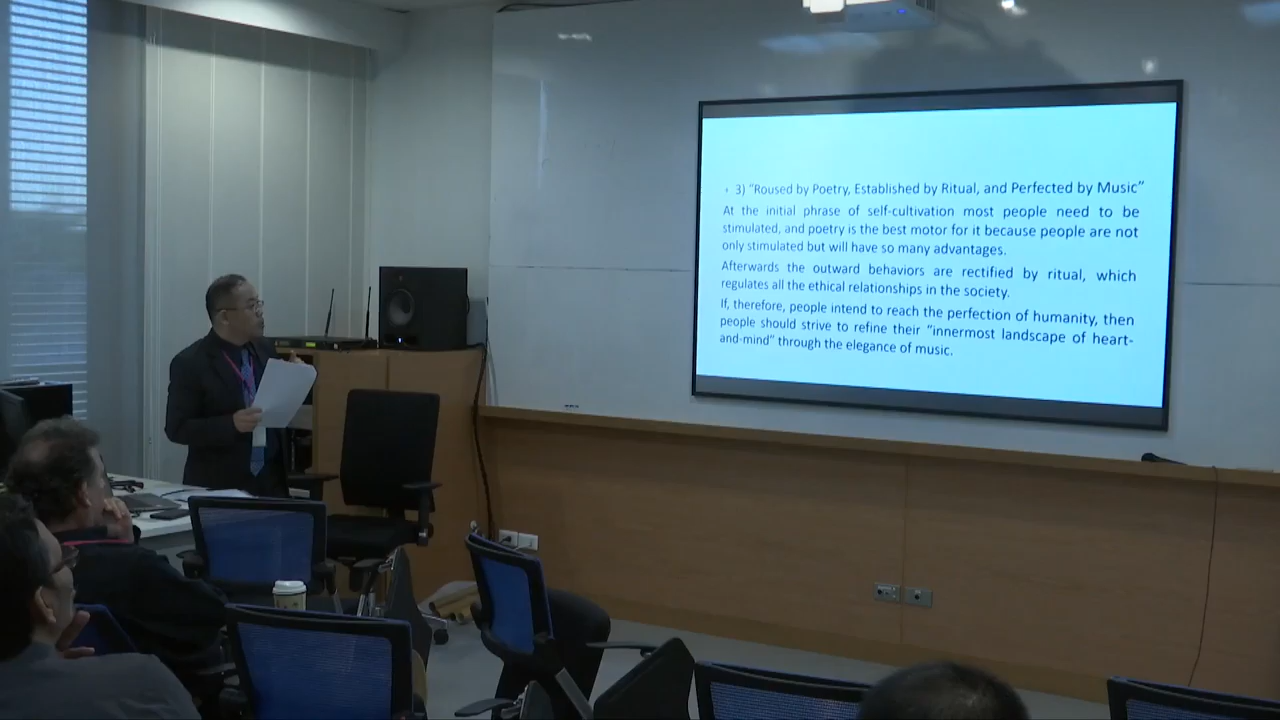 • 3) "Roused by Poetry, Established by Ritual, and Perfected by Music"
At the initial phrase of self-cultivation most people need to be
stimulated, and poetry is the best motor for it because people are not
only stimulated but will have so many advantages.
Afterwards the outward behaviors are rectified by ritual, which
regulates all the ethical relationships in the society.
If, therefore, people intend to reach the perfection of humanity, then
people should strive to refine their "innermost landscape of heart-
and-mind" through the elegance of music.